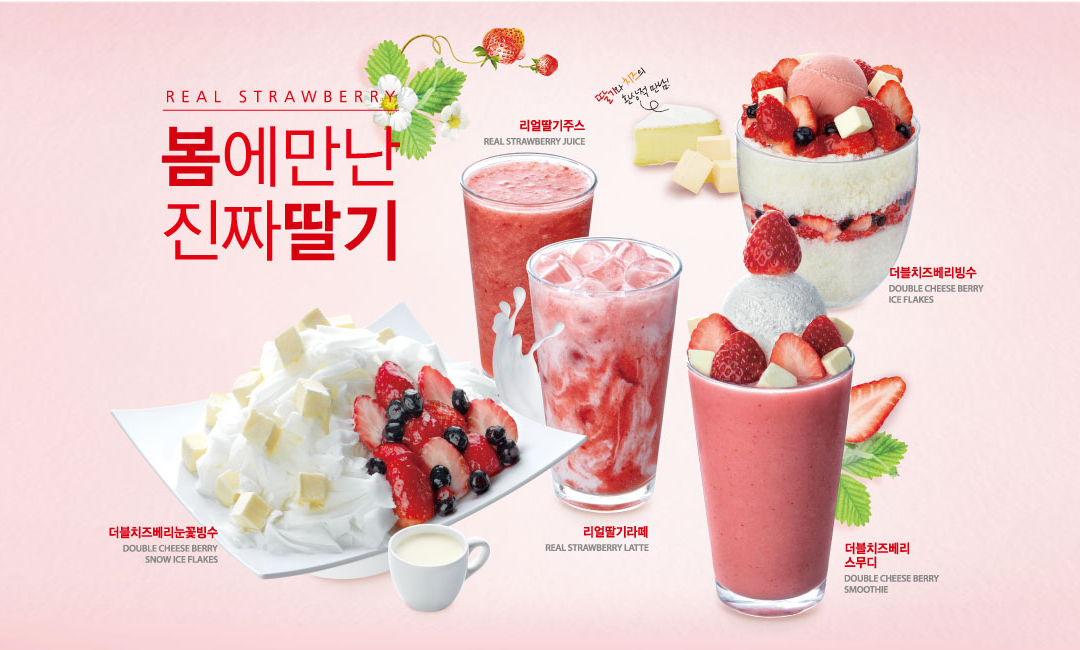 REAL STRAWBERRY
봄에만난
진짜딸기
리얼딸기주스
REAL STRAWBERRY JUICE
딸기와 치즈의
환상적 만남!
더블치즈베리빙수
DOUBLE CHEESE BERRY
ICE FLAKES
더블치즈베리눈꽃빙수
DOUBLE CHEESE BERRY
SNOW ICE FLAKES
리얼딸기라떼
REAL STRAWBERRY LATTE
더블치즈베리
스무디
DOUBLE CHEESE BERRY
SMOOTHIE